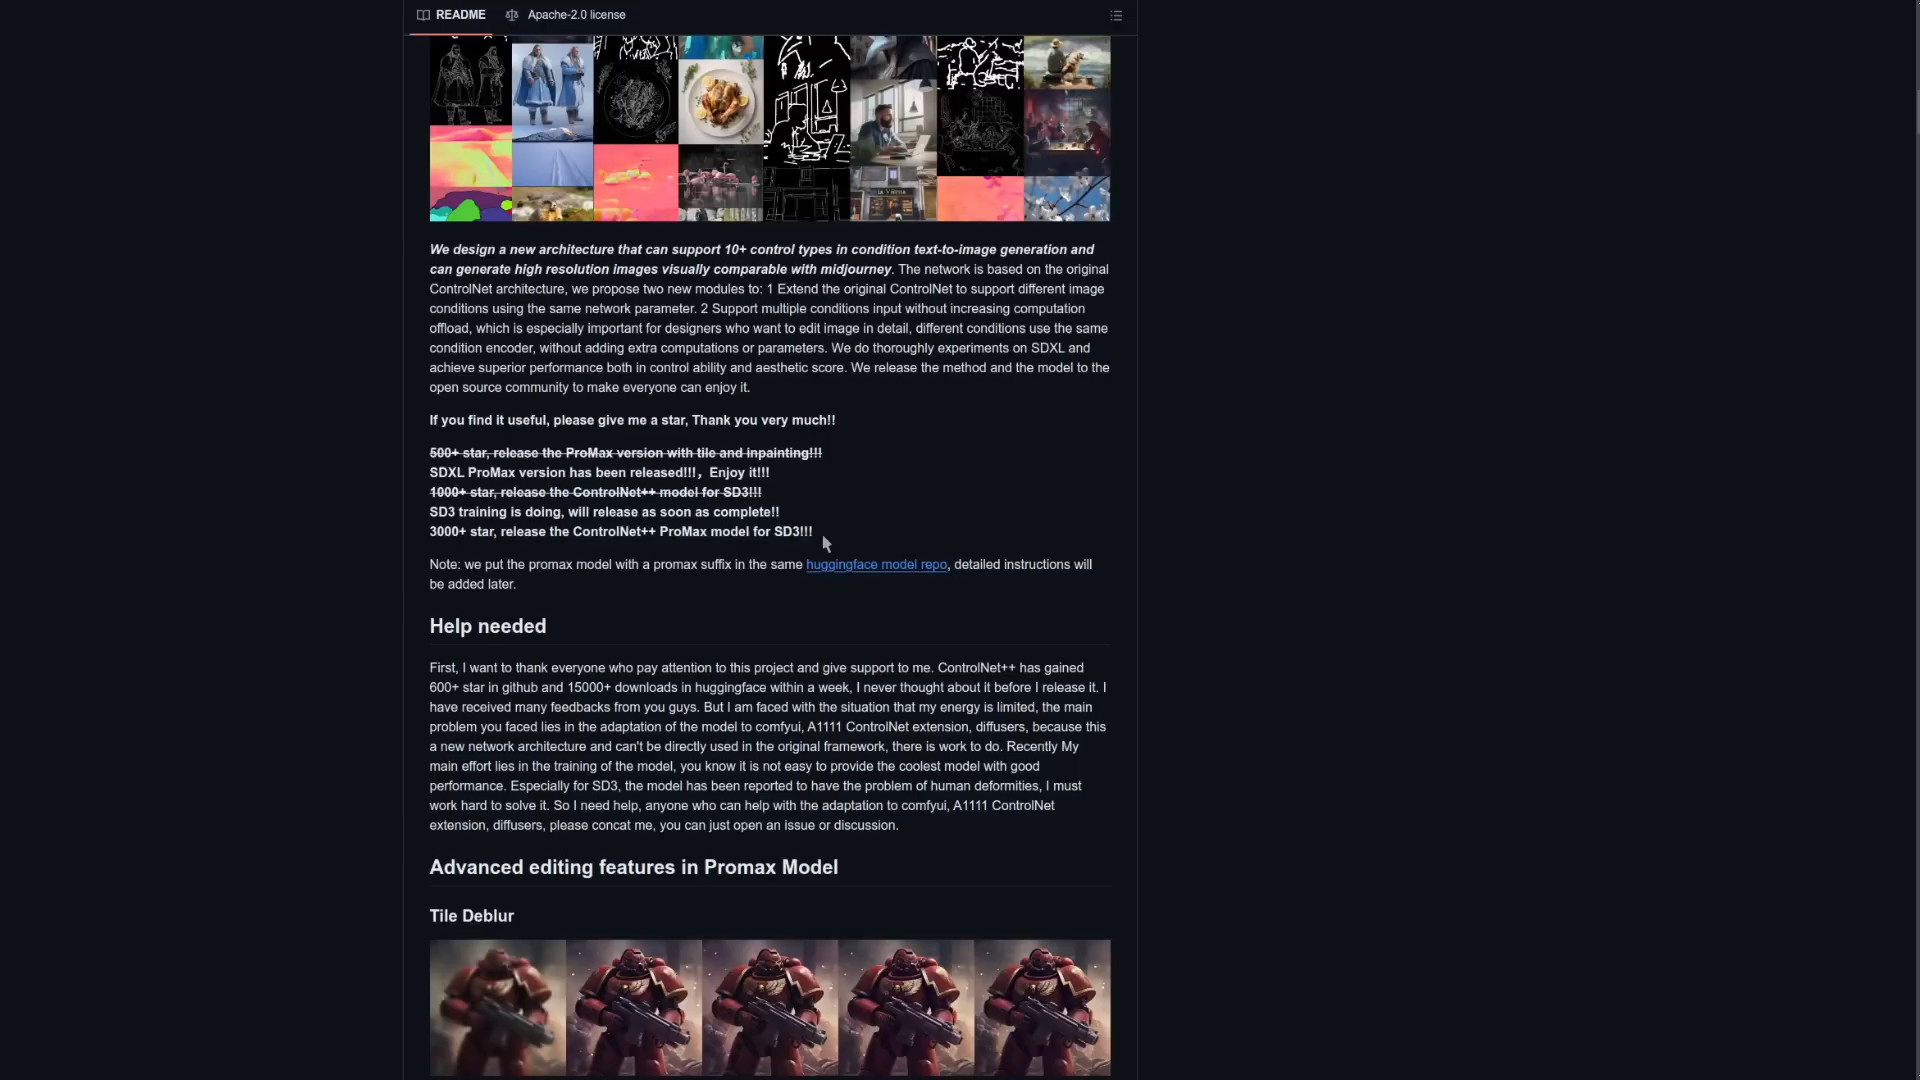 README
Apache-2.0 license
We design a new architecture that can support 10+ control types in condition text-to-image generation and
can generate high resolution images visually comparable with midjourney. The network is based on the original
ControlNet architecture, we propose two new modules to: 1 Extend the original ControlNet to support different image
conditions using the same network parameter. 2 Support multiple conditions input without increasing computation
offload, which is especially important for designers who want to edit image in detail, different conditions use the same
condition encoder, without adding extra computations or parameters. We do thoroughly experiments on SDXL and
achieve superior performance both in control ability and aesthetic score. We release the method and the model to the
open source community to make everyone can enjoy it.
If you find it useful, please give me a star, Thank you very much!!
500+ star, release the ProMax version with tile and inpainting!!!
SDXL ProMax version has been released!!!，Enjoy it!!!
1000+ star, release the ControlNet++ model for SD3!!!
SD3 training is doing, will release as soon as complete!!
3000+ star, release the ControlNet++ ProMax model for SD3!!!
Note: we put the promax model with a promax suffix in the same huggingface model repo, detailed instructions will
be added later.
Help needed
First, I want to thank everyone who pay attention to this project and give support to me. ControlNet++ has gained
600+ star in github and 15000+ downloads in huggingface within a week, I never thought about it before I release it. I
have received many feedbacks from you guys. But I am faced with the situation that my energy is limited, the main
problem you faced lies in the adaptation of the model to comfyui, A1111 ControlNet extension, diffusers, because this
a new network architecture and can't be directly used in the original framework, there is work to do. Recently My
main effort lies in the training of the model, you know it is not easy to provide the coolest model with good
performance. Especially for SD3, the model has been reported to have the problem of human deformities, I must
work hard to solve it. So I need help, anyone who can help with the adaptation to comfyui, A1111 ControlNet
extension, diffusers, please concat me, you can just open an issue or discussion.
Advanced editing features in Promax Model
Tile Deblur